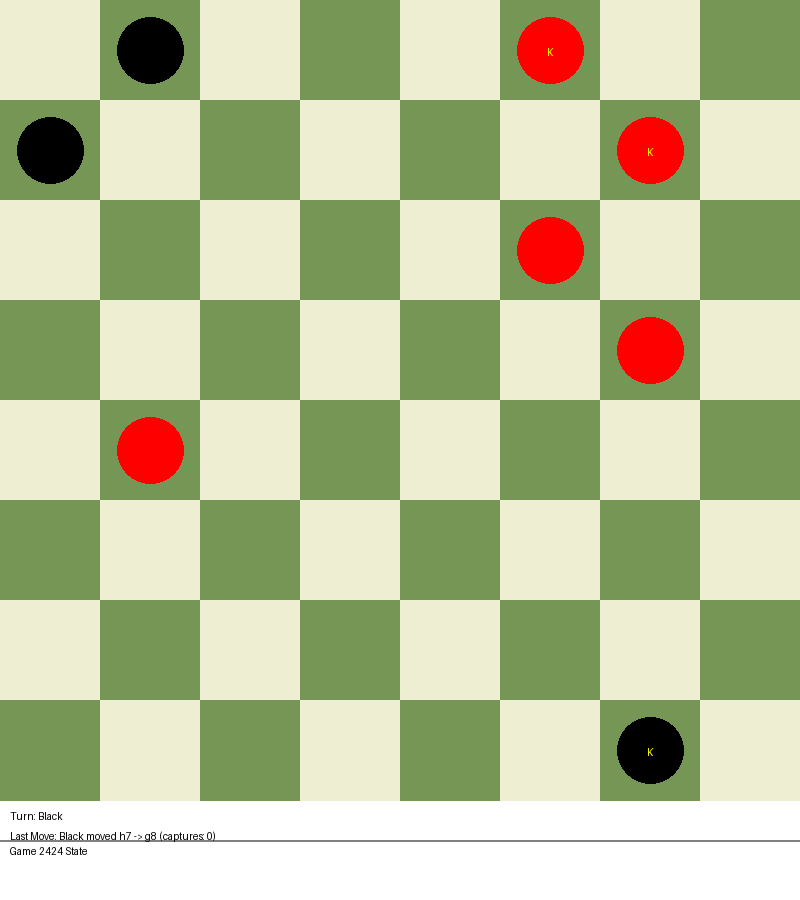 K
K
K
Turn: Black
Last Move: Black moved h7 -> g8 (captures: 0)
Game 2424 State